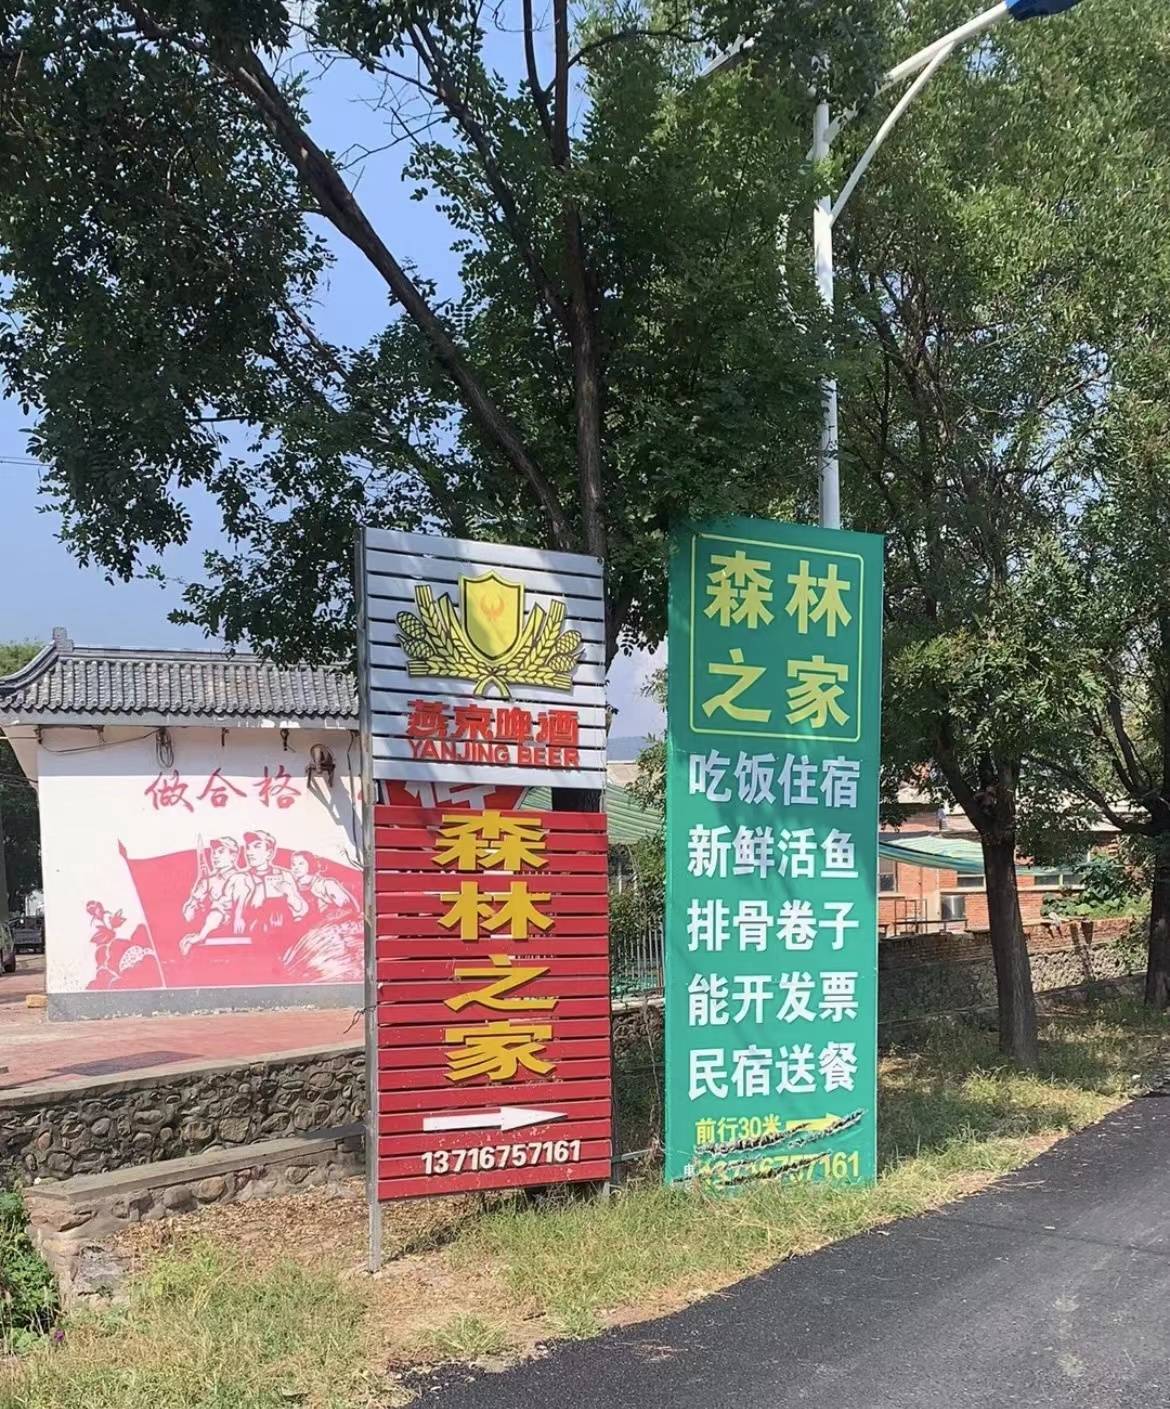 做合格
燕京啤酒
YANJING BEER
森
林
之
家
13716757161
森林
之家
吃饭住宿
新鲜活鱼
排骨卷子
能开发票
民宿送餐
前行30米
13716757161